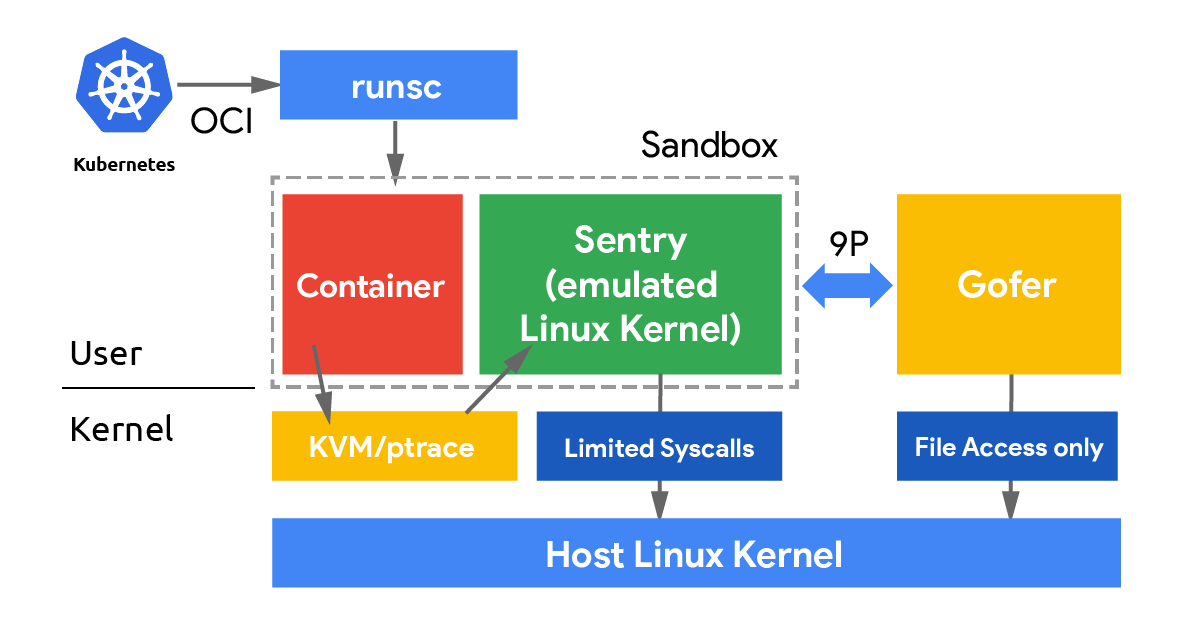 runsc
OCI
Kubernetes
Sandbox
Container
Sentry
(emulated
Linux Kernel)
9P
Gofer
User
Kernel
KVM/ptrace
Limited Syscalls
File Access only
Host Linux Kernel